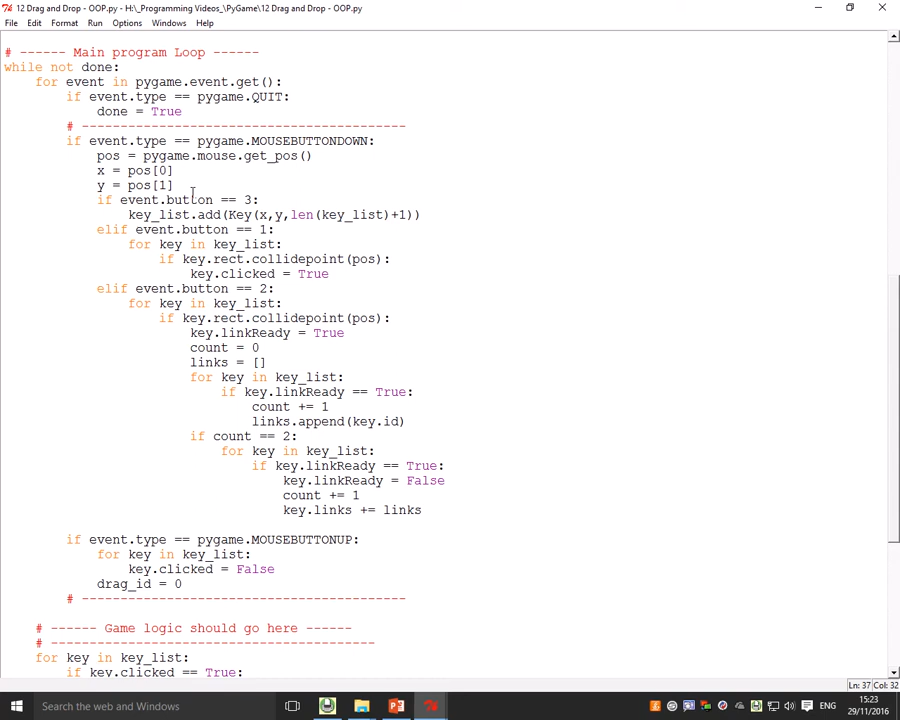 12 Drag and Drop - OOP.py - H:\_Programming Videos_\PyGame\12 Drag and Drop - OOP.py
File Edit Format Run Options Windows Help
# ------ Main program Loop ------
while not done:
    for event in pygame.event.get():
        if event.type == pygame.QUIT:
            done = True
        # ------------------------------------------
        if event.type == pygame.MOUSEBUTTONDOWN:
            pos = pygame.mouse.get_pos()
            x = pos[0]
            y = pos[1]
            if event.button == 3:
                key_list.add(Key(x,y,len(key_list)+1))
            elif event.button == 1:
                for key in key_list:
                    if key.rect.collidepoint(pos):
                        key.clicked = True
            elif event.button == 2:
                for key in key_list:
                    if key.rect.collidepoint(pos):
                        key.linkReady = True
                        count = 0
                        links = []
                        for key in key_list:
                            if key.linkReady == True:
                                count += 1
                                links.append(key.id)
                        if count == 2:
                            for key in key_list:
                                if key.linkReady == True:
                                    key.linkReady = False
                                    count += 1
                                    key.links += links
        if event.type == pygame.MOUSEBUTTONUP:
            for key in key_list:
                key.clicked = False
            drag_id = 0
        # ------------------------------------------
    # ------ Game logic should go here ------
    # ------------------------------------------
    for key in key_list:
        if key.clicked == True:
Ln: 37 Col: 32
Search the web and Windows
ENG
15:23
29/11/2016